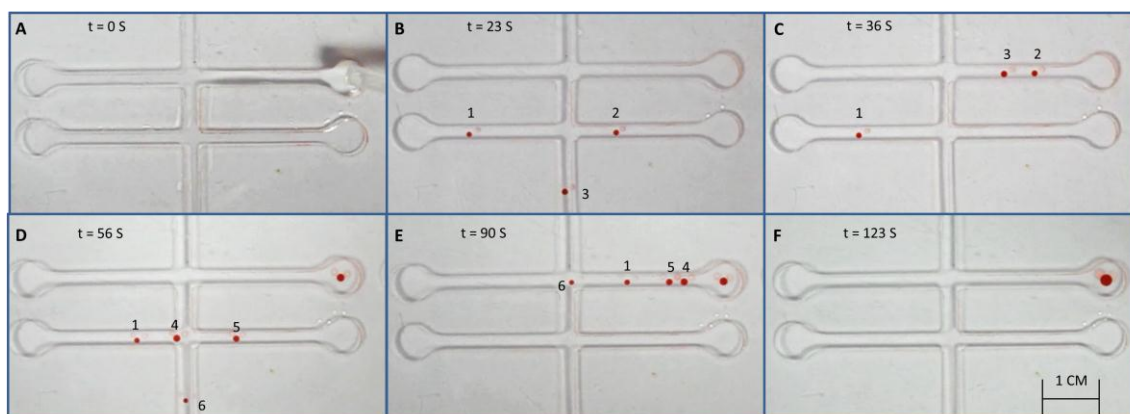 A t = 0 S
B t = 23 S
1 2
3
C t = 36 S
3 2
1
D t = 56 S
1 4 5
6
E t = 90 S
6 1 5 4
F t = 123 S
1 CM